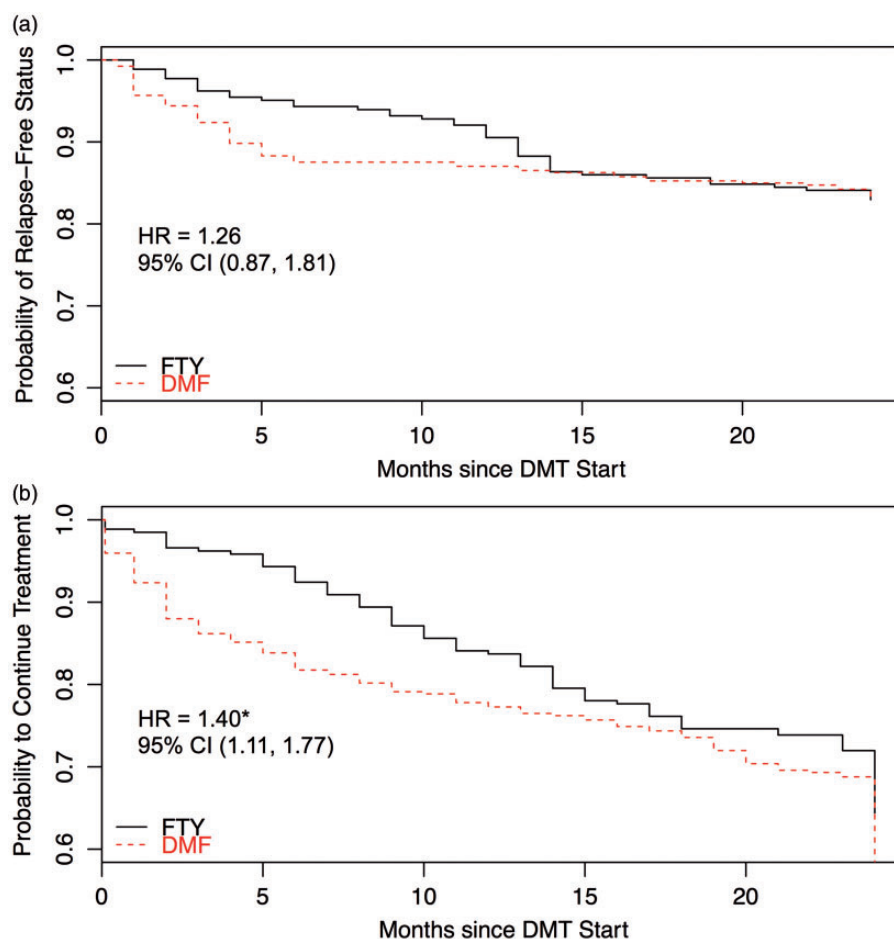 (a)
Probability of Relapse-Free Status
1.0
0.9
0.8
0.7
0.6
HR = 1.26
95% CI (0.87, 1.81)
FTY
DMF
0 5 10 15 20
Months since DMT Start
(b)
Probability to Continue Treatment
1.0
0.9
0.8
0.7
0.6
HR = 1.40*
95% CI (1.11, 1.77)
FTY
DMF
0 5 10 15 20
Months since DMT Start